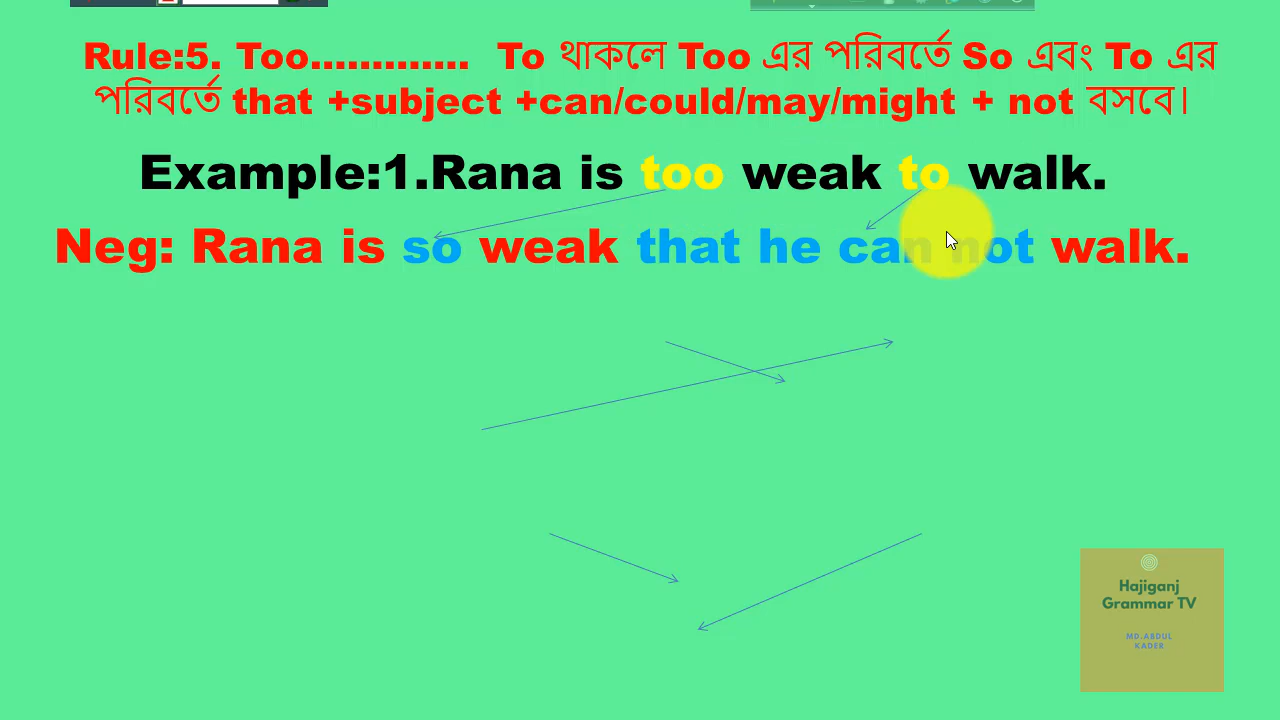 Rule:5. Too............. To থাকলে Too এর পরিবর্তে So এবং To এর
পরিবর্তে that +subject +can/could/may/might + not বসবে।
Example:1.Rana is too weak to walk.
Neg: Rana is so weak that he can not walk.
Hajiganj
Grammar TV
MD.ABDUL
KADER